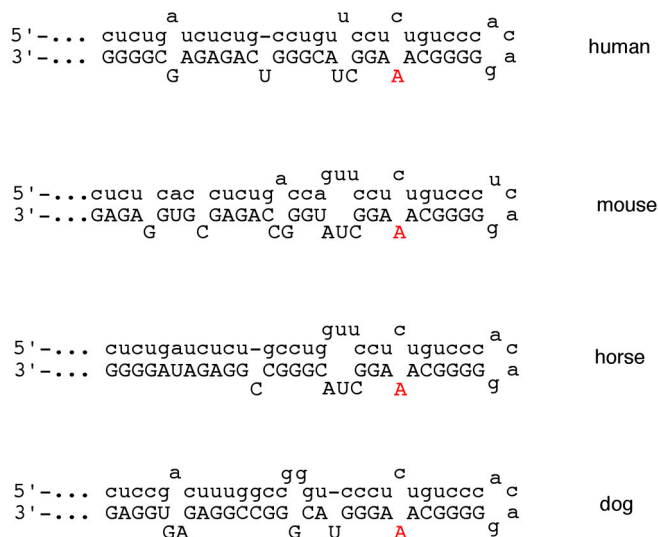 a u c a
5'-... cucug ucucug-ccugu ccu uguccc c
3'-... GGGGC AGAGAC GGGCA GGA ACGGGG a
G U UC A g
human
a guu c u
5'-...cucu cac cucug cca ccu uguccc c
3'-...GAGA GUG GAGAC GGU GGA ACGGGG a
G C CG AUC A g
mouse
guu c a
5'-... cucugaucucu-gccug ccu uguccc c
3'-... GGGGAUAGAGG CGGGC GGA ACGGGG a
C AUC A g
horse
a gg c a
5'-... cuccg cuuuggcc gu-cccu uguccc c
3'-... GAGGU GAGGCCGG CA GGGA ACGGGG a
GA G U A g
dog